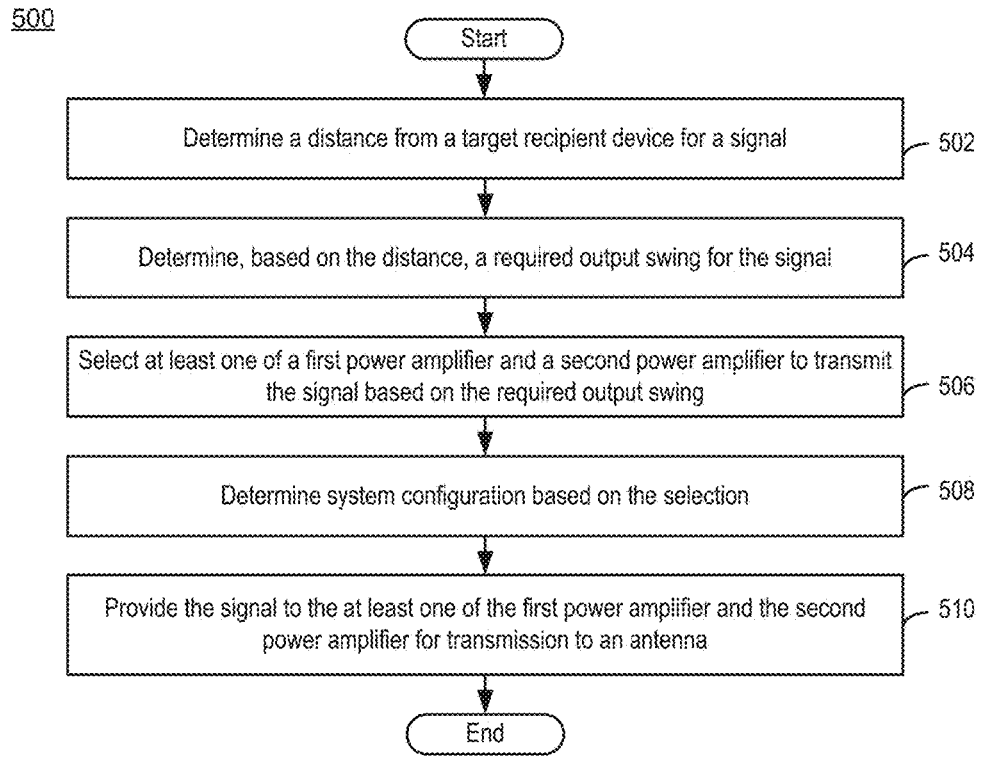 500
Start
Determine a distance from a target recipient device for a signal
502
Determine, based on the distance, a required output swing for the signal
504
Select at least one of a first power amplifier and a second power amplifier to transmit
the signal based on the required output swing
506
Determine system configuration based on the selection
508
Provide the signal to the at least one of the first power amplifier and the second
power amplifier for transmission to an antenna
510
End